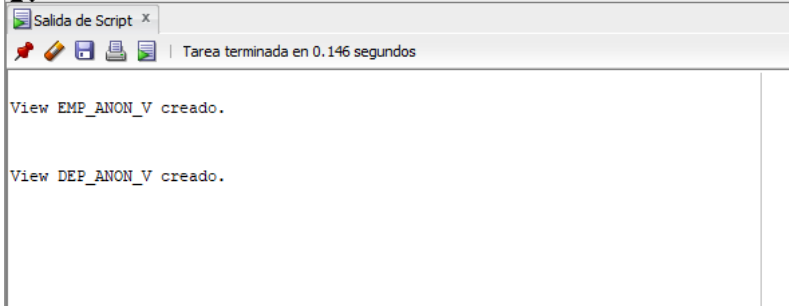 Salida de Script x
Tarea terminada en 0.146 segundos
View EMP_ANON_V creado.
View DEP_ANON_V creado.